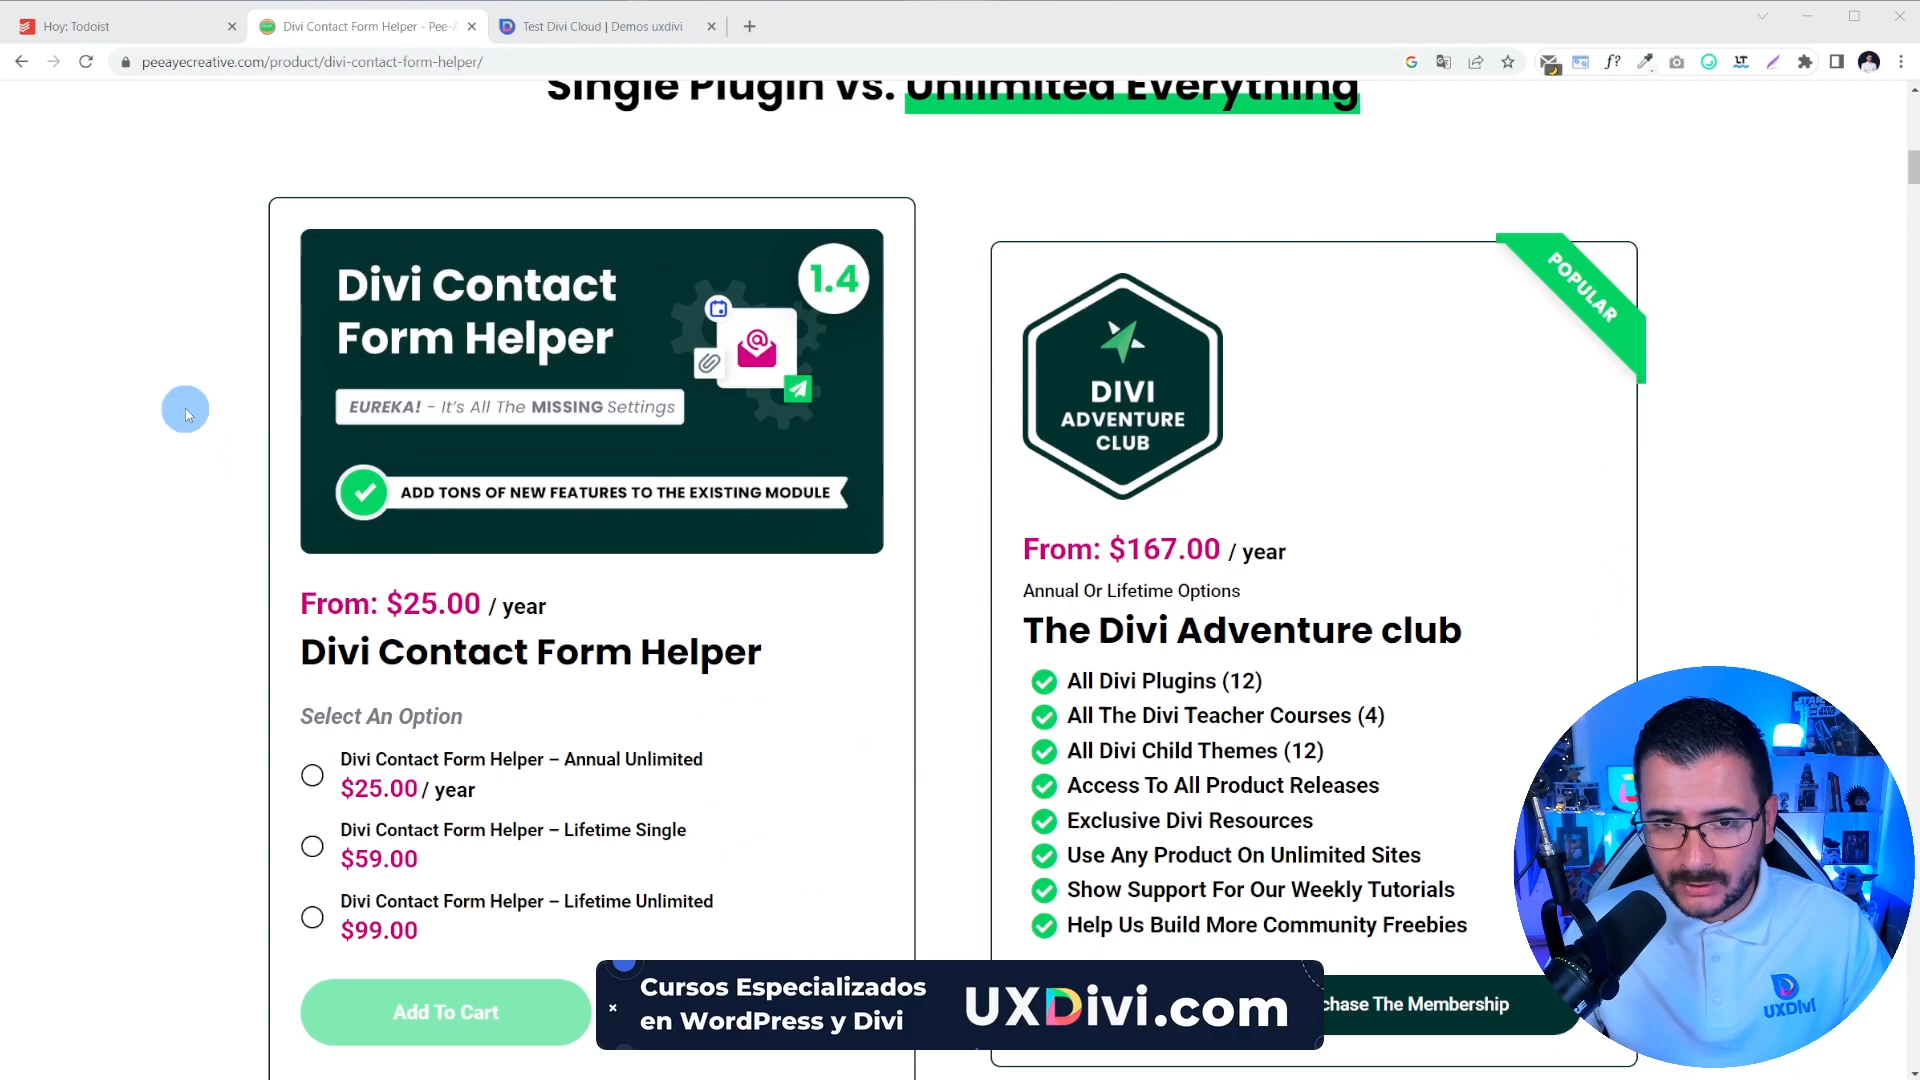 Hoy: Todoist
Divi Contact Form Helper - Pee-A
Test Divi Cloud | Demos uxdivi
peeayecreative.com/product/divi-contact-form-helper/
Single Plugin vs. Unlimited Everything
Divi Contact
Form Helper
1.4
EUREKA! - It's All The MISSING Settings
ADD TONS OF NEW FEATURES TO THE EXISTING MODULE
From: $25.00 / year
Divi Contact Form Helper
Select An Option
Divi Contact Form Helper – Annual Unlimited
$25.00 / year
Divi Contact Form Helper – Lifetime Single
$59.00
Divi Contact Form Helper – Lifetime Unlimited
$99.00
Add To Cart
POPULAR
DIVI
ADVENTURE
CLUB
From: $167.00 / year
Annual Or Lifetime Options
The Divi Adventure club
All Divi Plugins (12)
All The Divi Teacher Courses (4)
All Divi Child Themes (12)
Access To All Product Releases
Exclusive Divi Resources
Use Any Product On Unlimited Sites
Show Support For Our Weekly Tutorials
Help Us Build More Community Freebies
chase The Membership
Cursos Especializados
en WordPress y Divi
UXDivi.com
UXDivi